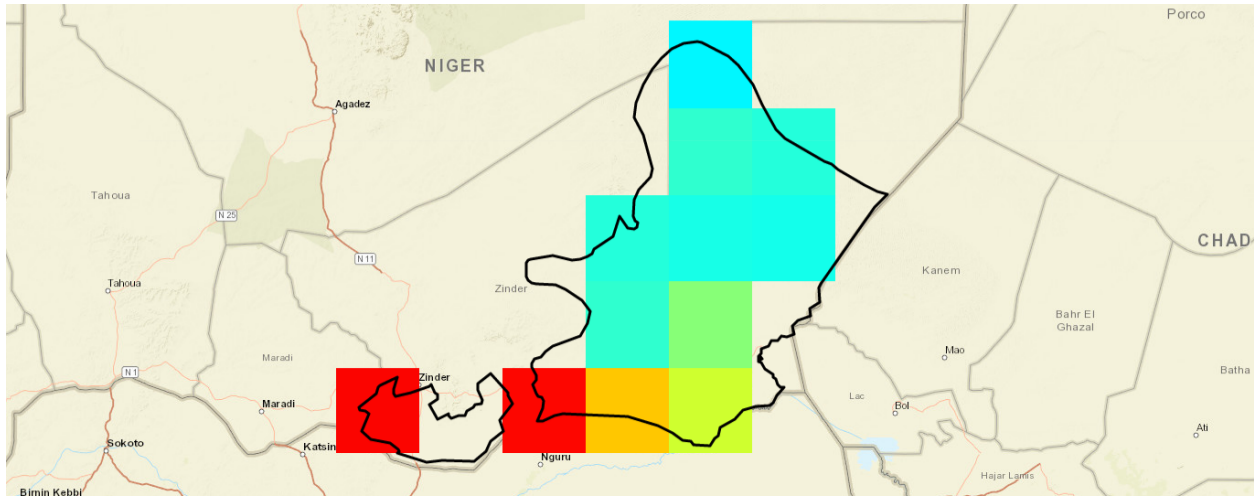 Porco
NIGER
Agadez
Tahoua
N 25
CHAD
N 11
Kanem
Tahoua
Zinder
Bahr El
Ghazal
Maradi
Mao
N 1
Zinder
Batha
Lac
Maradi
Bol
Ati
Sokoto
Katsin
Nguru
Hajar Lamis
Birnin Kebbi